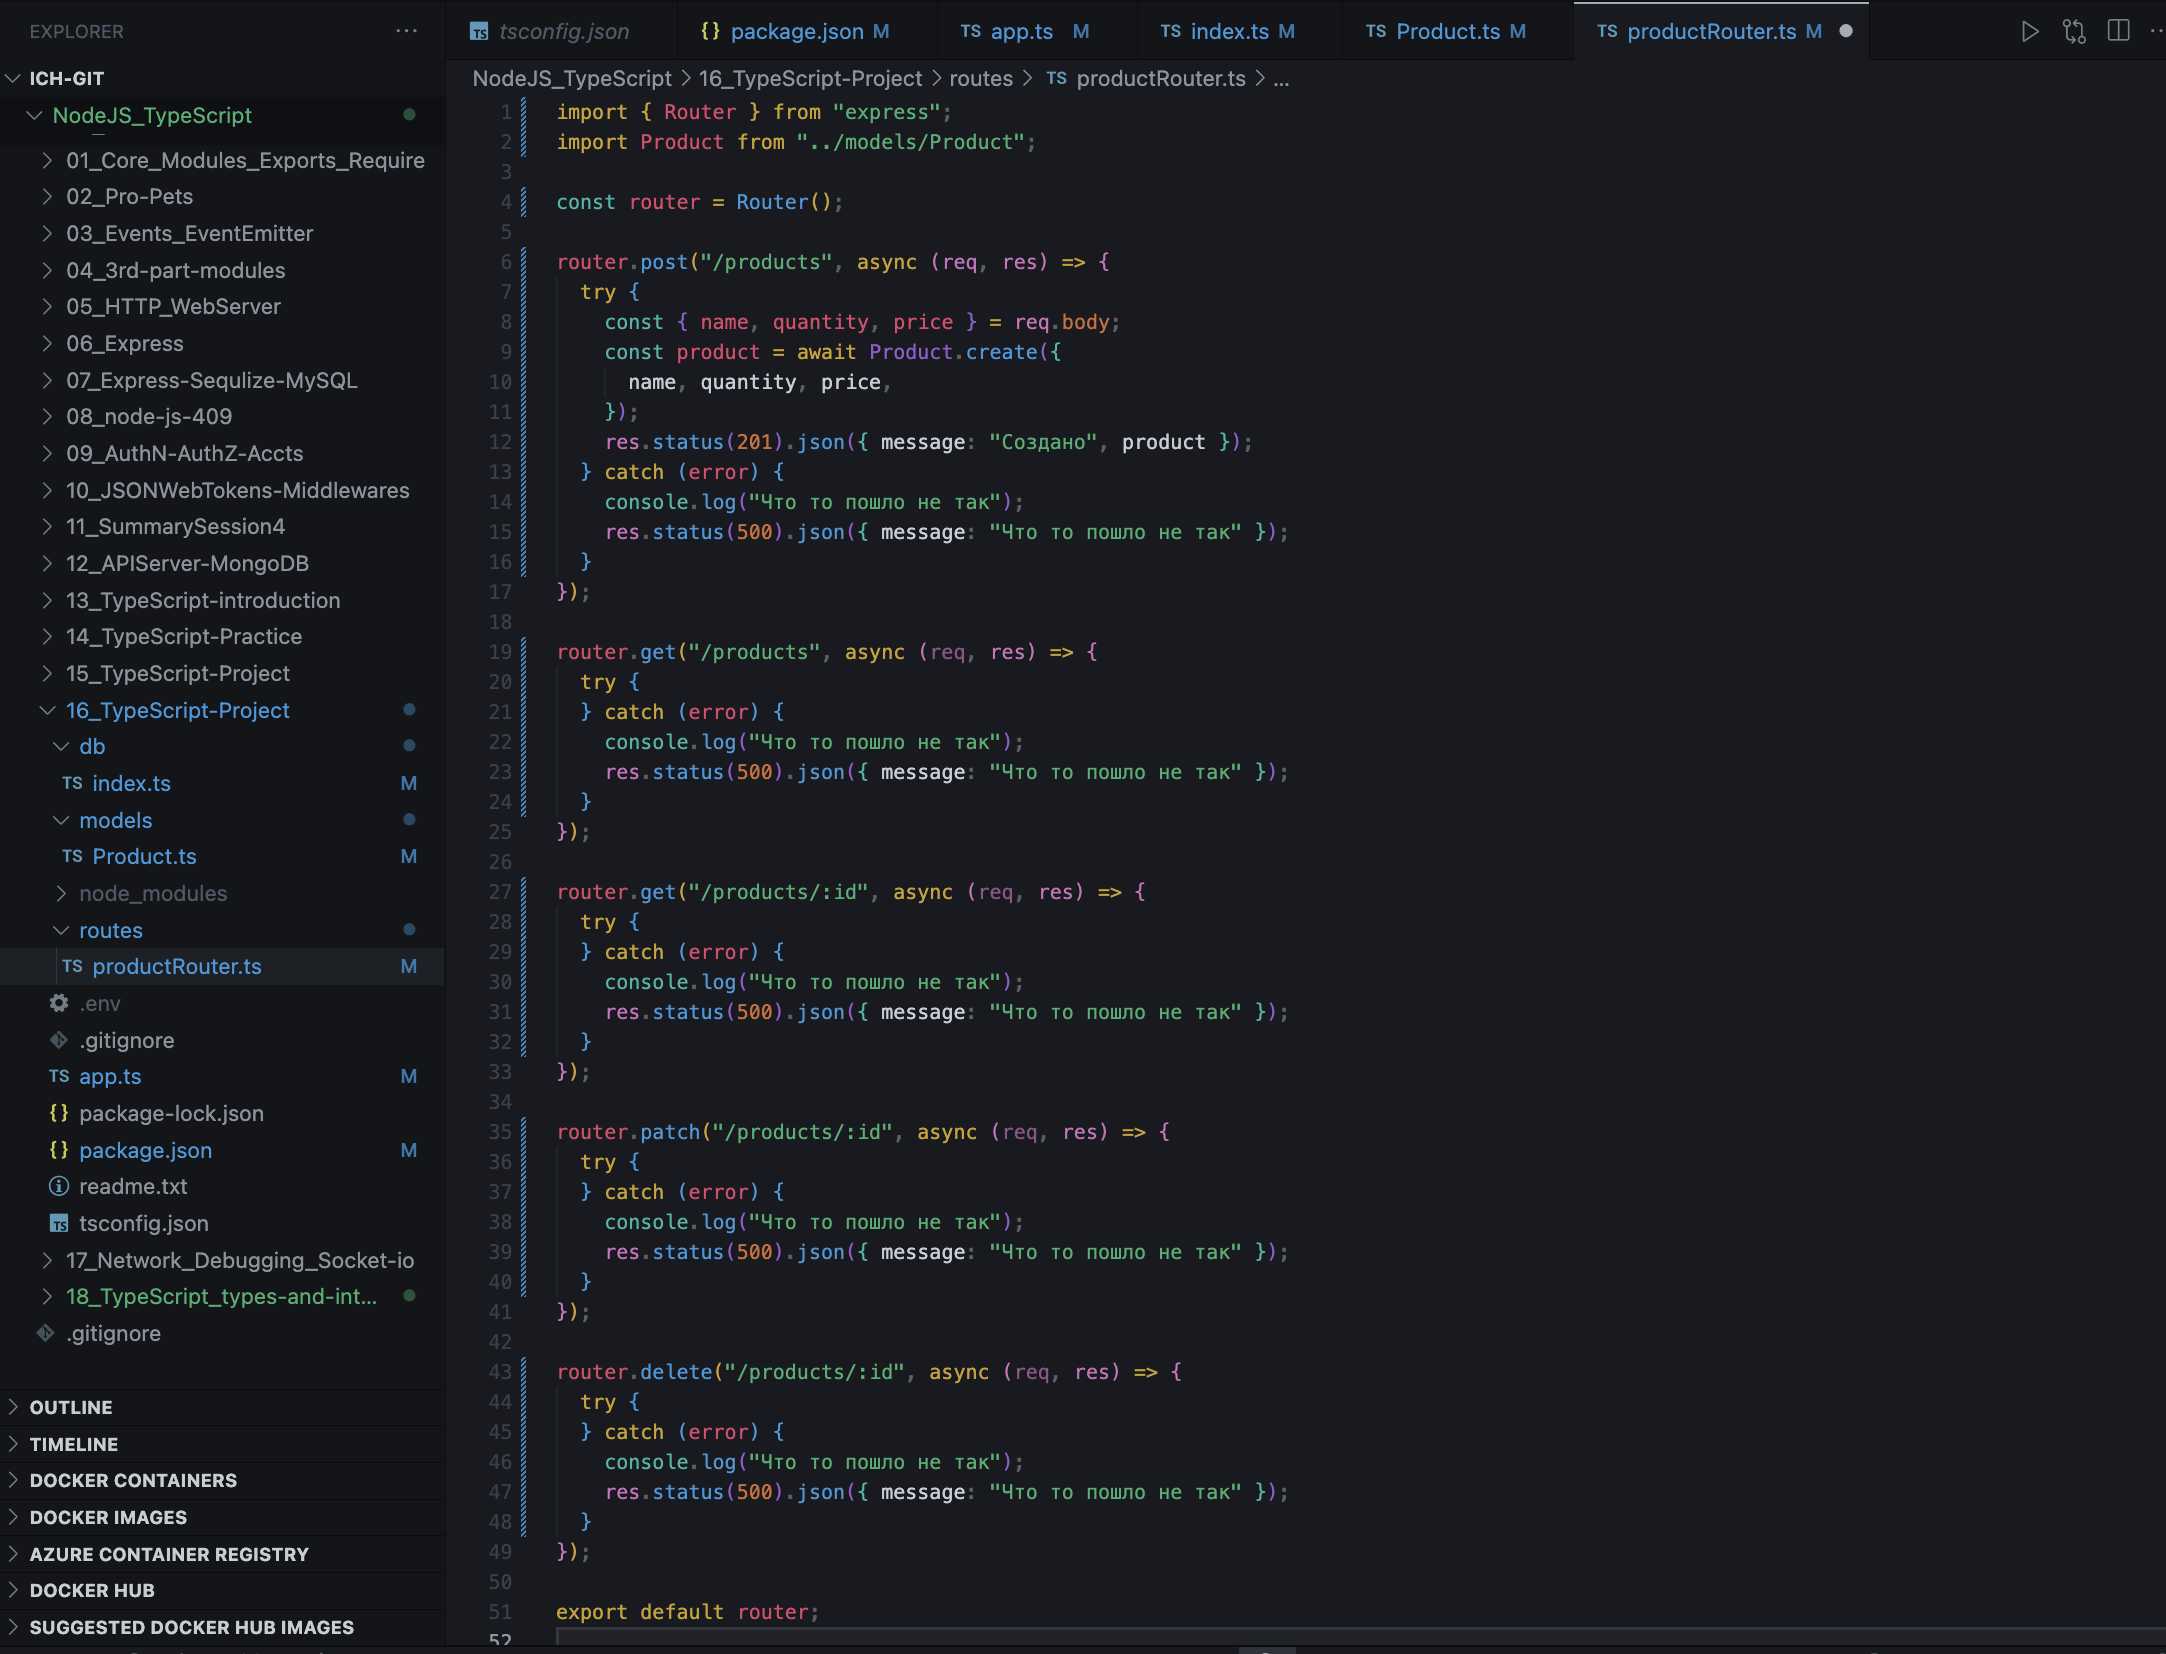 EXPLORER
ICH-GIT
NodeJS_TypeScript
01_Core_Modules_Exports_Require
02_Pro-Pets
03_Events_EventEmitter
04_3rd-part-modules
05_HTTP_WebServer
06_Express
07_Express-Sequlize-MySQL
08_node-js-409
09_AuthN-AuthZ-Accts
10_JSONWebTokens-Middlewares
11_SummarySession4
12_APIServer-MongoDB
13_TypeScript-introduction
14_TypeScript-Practice
15_TypeScript-Project
16_TypeScript-Project
db
TS index.ts M
models
TS Product.ts M
node_modules
routes
TS productRouter.ts M
.env
.gitignore
TS app.ts M
{} package-lock.json
{} package.json M
readme.txt
TS tsconfig.json
17_Network_Debugging_Socket-io
18_TypeScript_types-and-int...
.gitignore
OUTLINE
TIMELINE
DOCKER CONTAINERS
DOCKER IMAGES
AZURE CONTAINER REGISTRY
DOCKER HUB
SUGGESTED DOCKER HUB IMAGES
TS tsconfig.json {} package.json M TS app.ts M TS index.ts M TS Product.ts M TS productRouter.ts M
NodeJS_TypeScript > 16_TypeScript-Project > routes > TS productRouter.ts > ...
1 import { Router } from "express";
2 import Product from "../models/Product";
3
4 const router = Router();
5
6 router.post("/products", async (req, res) => {
7 try {
8 const { name, quantity, price } = req.body;
9 const product = await Product.create({
10 name, quantity, price,
11 });
12 res.status(201).json({ message: "Создано", product });
13 } catch (error) {
14 console.log("Что то пошло не так");
15 res.status(500).json({ message: "Что то пошло не так" });
16 }
17 });
18
19 router.get("/products", async (req, res) => {
20 try {
21 } catch (error) {
22 console.log("Что то пошло не так");
23 res.status(500).json({ message: "Что то пошло не так" });
24 }
25 });
26
27 router.get("/products/:id", async (req, res) => {
28 try {
29 } catch (error) {
30 console.log("Что то пошло не так");
31 res.status(500).json({ message: "Что то пошло не так" });
32 }
33 });
34
35 router.patch("/products/:id", async (req, res) => {
36 try {
37 } catch (error) {
38 console.log("Что то пошло не так");
39 res.status(500).json({ message: "Что то пошло не так" });
40 }
41 });
42
43 router.delete("/products/:id", async (req, res) => {
44 try {
45 } catch (error) {
46 console.log("Что то пошло не так");
47 res.status(500).json({ message: "Что то пошло не так" });
48 }
49 });
50
51 export default router;
52